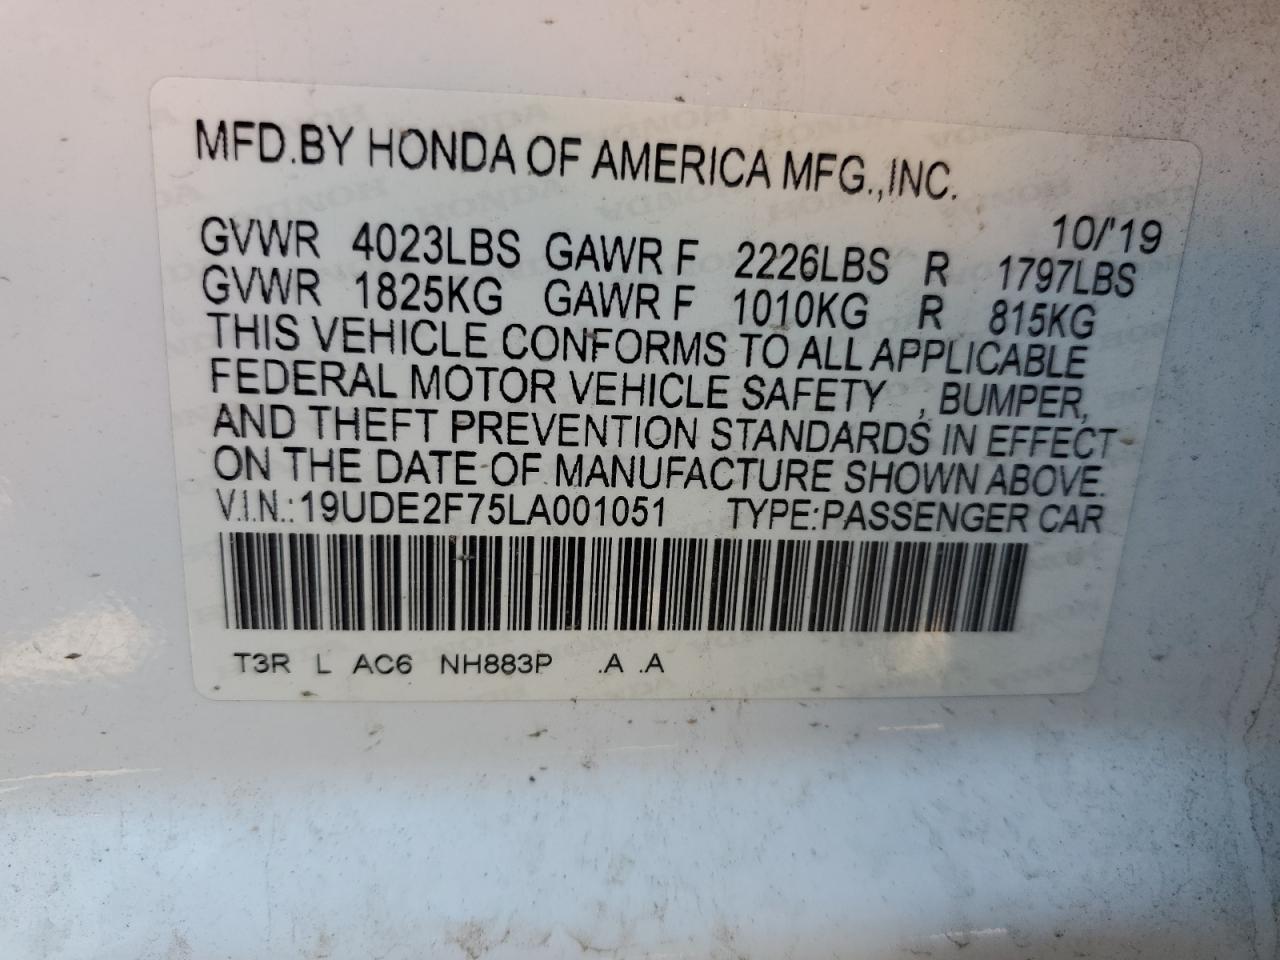 MFD.BY HONDA OF AMERICA MFG.,INC.
10/'19
GVWR 4023LBS GAWR F 2226LBS R 1797LBS
GVWR 1825KG GAWR F 1010KG R 815KG
THIS VEHICLE CONFORMS TO ALL APPLICABLE
FEDERAL MOTOR VEHICLE SAFETY , BUMPER,
AND THEFT PREVENTION STANDARDS IN EFFECT
ON THE DATE OF MANUFACTURE SHOWN ABOVE.
V.I.N.:19UDE2F75LA001051 TYPE:PASSENGER CAR
T3R L AC6 NH883P .A .A